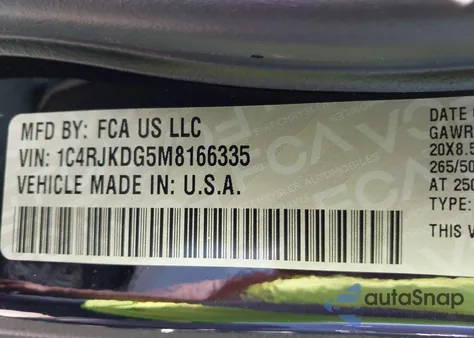 MFD BY: FCA US LLC
VIN: 1C4RJKDG5M8166335
VEHICLE MADE IN: U.S.A.
DATE O
GAWR
20X8.5
265/50
AT 250
TYPE:
THIS V
autoSnap